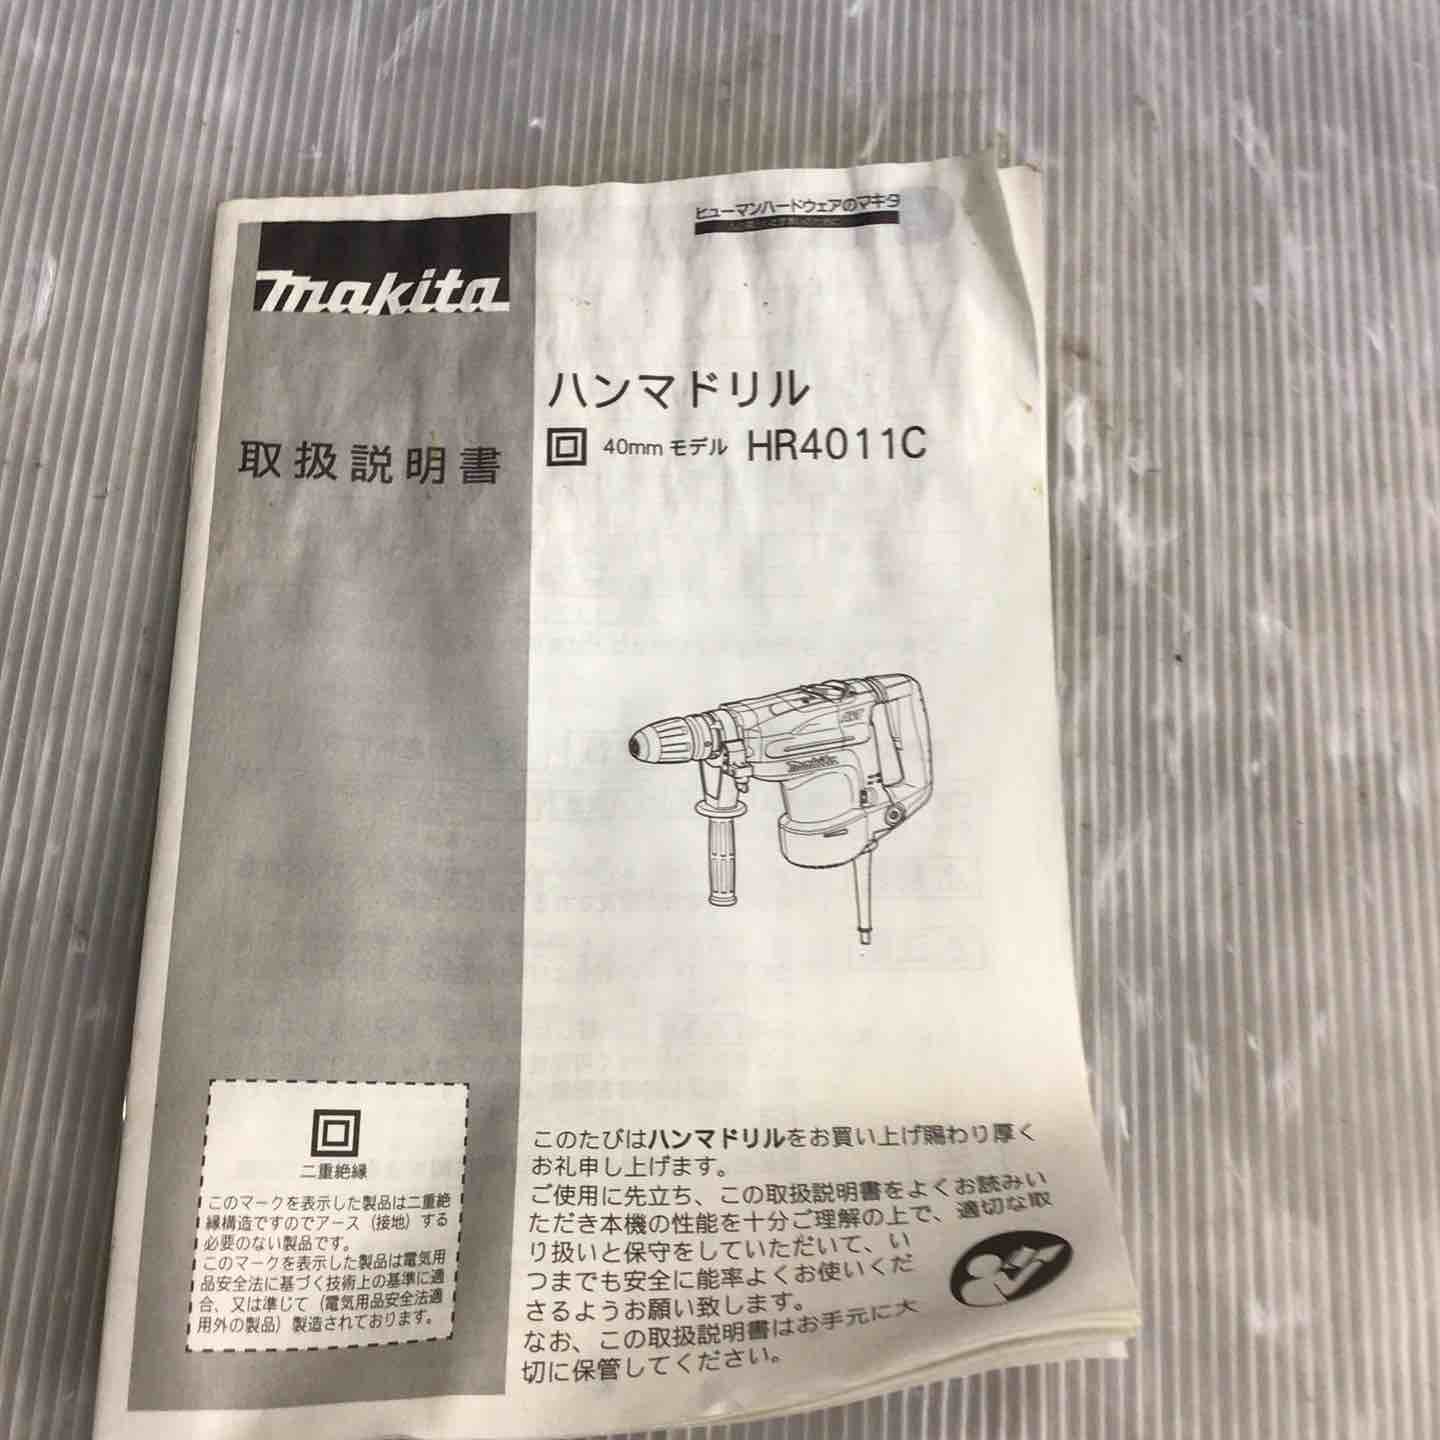 ヒューマンハードウェアのマキタ
makita
ハンマドリル
40mm モデル HR4011C
取扱説明書
AVT
makita
二重絶縁
このマークを表示した製品は二重絶
縁構造ですのでアース（接地）する
必要のない製品です。
このマークを表示した製品は電気用
品安全法に基づく技術上の基準に適
合、又は準じて（電気用品安全法適
用外の製品）製造されております。
このたびはハンマドリルをお買い上げ賜わり厚く
お礼申し上げます。
ご使用に先立ち、この取扱説明書をよくお読みい
ただき本機の性能を十分ご理解の上で、適切な取
り扱いと保守をしていただいて、い
つまでも安全に能率よくお使いくだ
さるようお願い致します。
なお、この取扱説明書はお手元に大
切に保管してください。